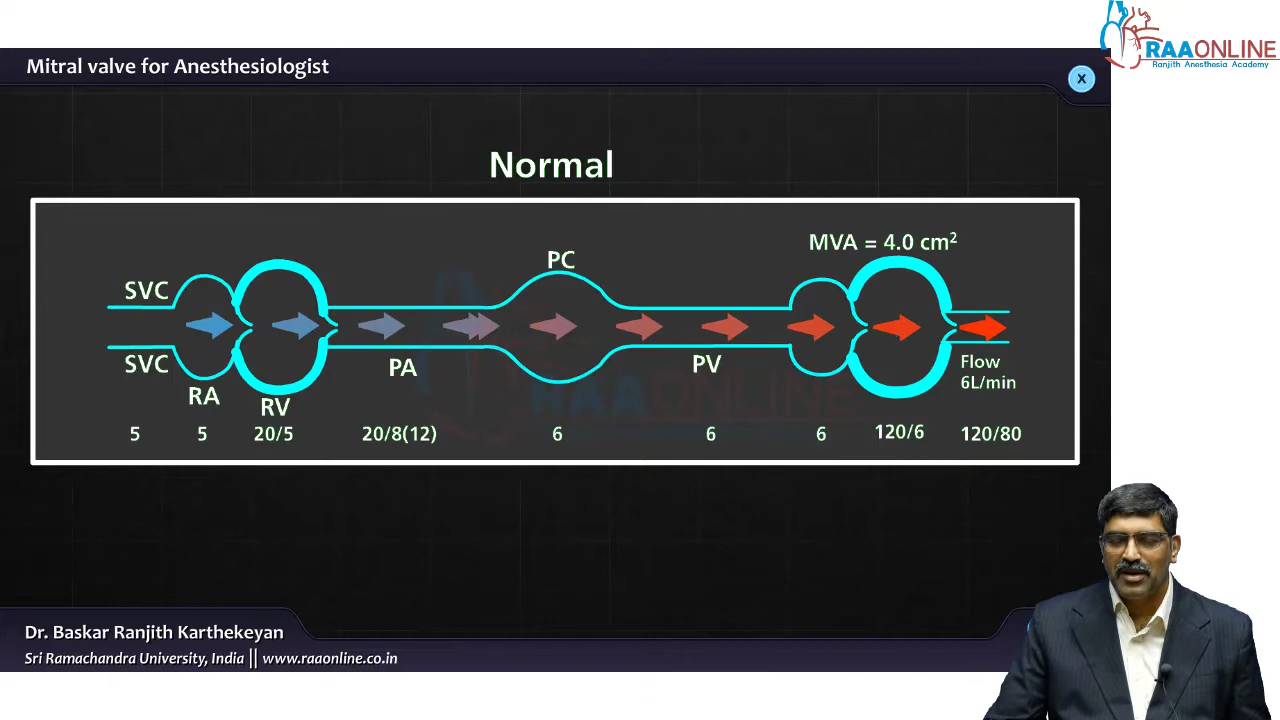 RAAONLINE
Ranjith Anesthesia Academy
Mitral valve for Anesthesiologist
X
Normal
MVA = 4.0 cm²
PC
SVC
SVC
RA
RV
PA
PV
Flow
6L/min
5 5 20/5 20/8(12) 6 6 6 120/6 120/80
RAAONLINE
Dr. Baskar Ranjith Karthekeyan
Sri Ramachandra University, India || www.raaonline.co.in